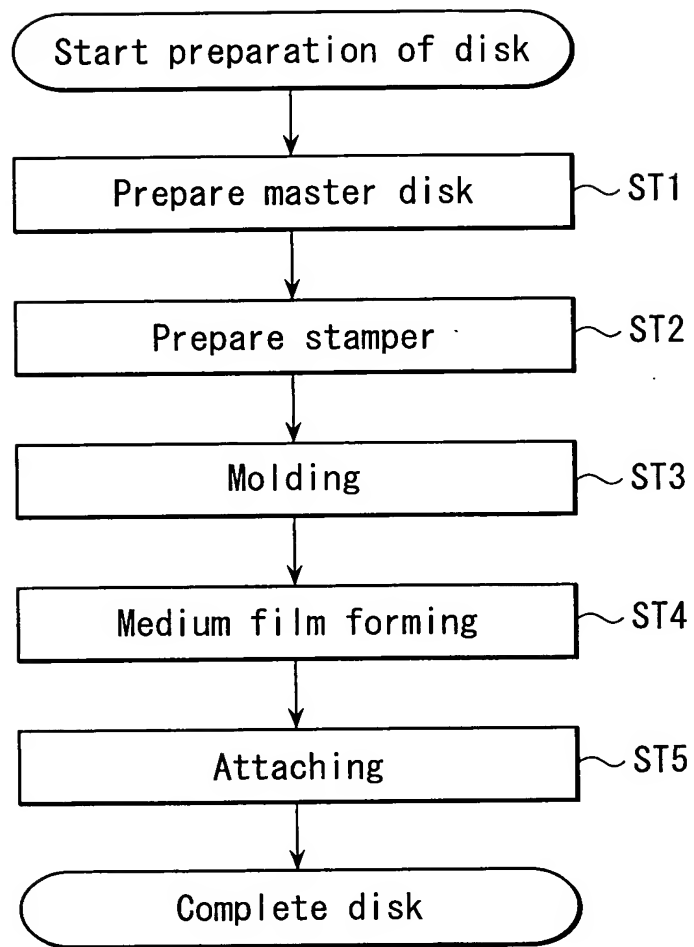 Start preparation of disk
Prepare master disk ST1
Prepare stamper ST2
Molding ST3
Medium film forming ST4
Attaching ST5
Complete disk